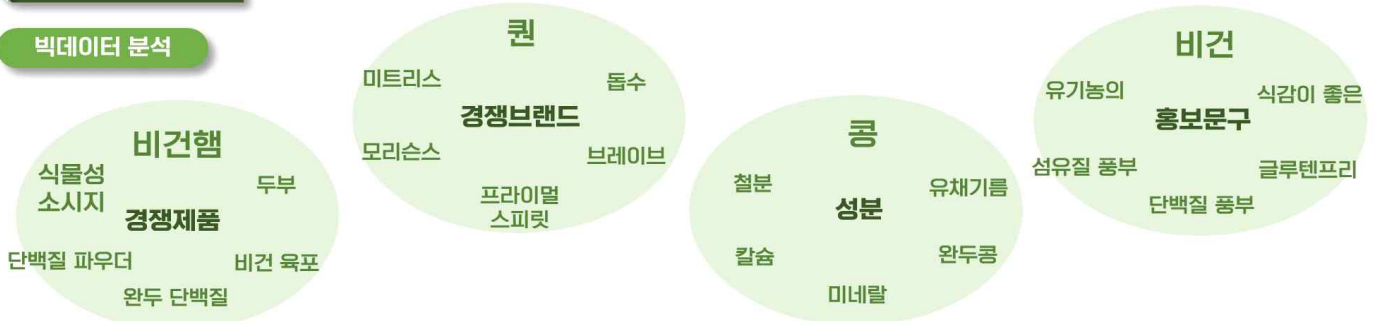 빅데이터 분석
비건햄
식물성
소시지
두부
경쟁제품
단백질 파우더
비건 육포
완두 단백질
퀀
미트리스
돕수
경쟁브랜드
모리슨스
브레이브
프라이멀
스피릿
콩
철분
유채기름
성분
칼슘
완두콩
미네랄
비건
유기농의
식감이 좋은
홍보문구
섬유질 풍부
글루텐프리
단백질 풍부